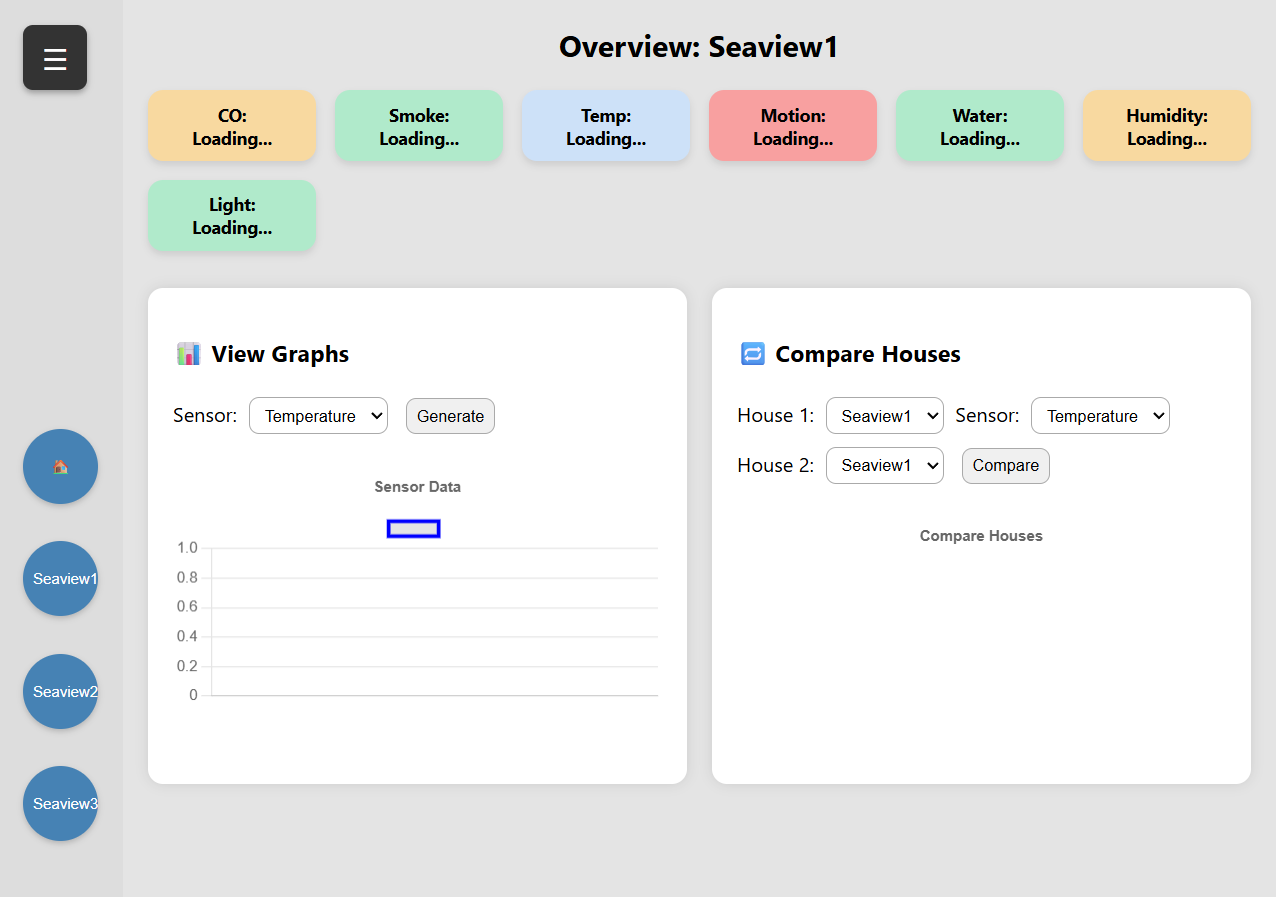 ☰
Overview: Seaview1
CO:
Loading...
Smoke:
Loading...
Temp:
Loading...
Motion:
Loading...
Water:
Loading...
Humidity:
Loading...
Light:
Loading...
View Graphs
Sensor: Temperature Generate
Sensor Data
1.0
0.8
0.6
0.4
0.2
0
Compare Houses
House 1: Seaview1 Sensor: Temperature
House 2: Seaview1 Compare
Compare Houses
Seaview1
Seaview2
Seaview3